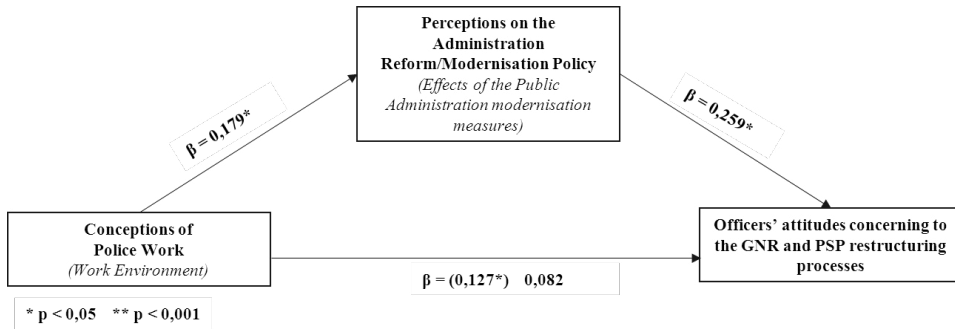 Perceptions on the
Administration
Reform/Modernisation Policy
(Effects of the Public
Administration modernisation
measures)
β = 0,179*
β = 0,259*
Conceptions of
Police Work
(Work Environment)
Officers’ attitudes concerning to
the GNR and PSP restructuring
processes
β = (0,127*) 0,082
* p < 0,05 ** p < 0,001